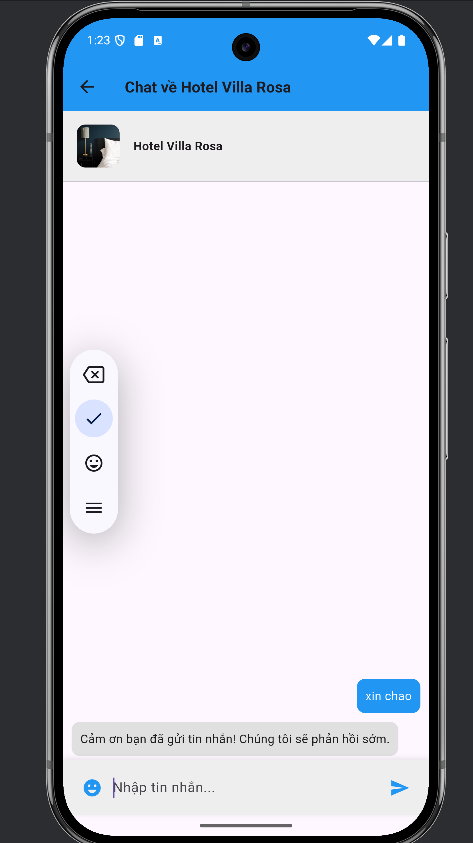 1:23
Chat về Hotel Villa Rosa
Hotel Villa Rosa
xin chao
Cảm ơn bạn đã gửi tin nhắn! Chúng tôi sẽ phản hồi sớm.
Nhập tin nhắn...